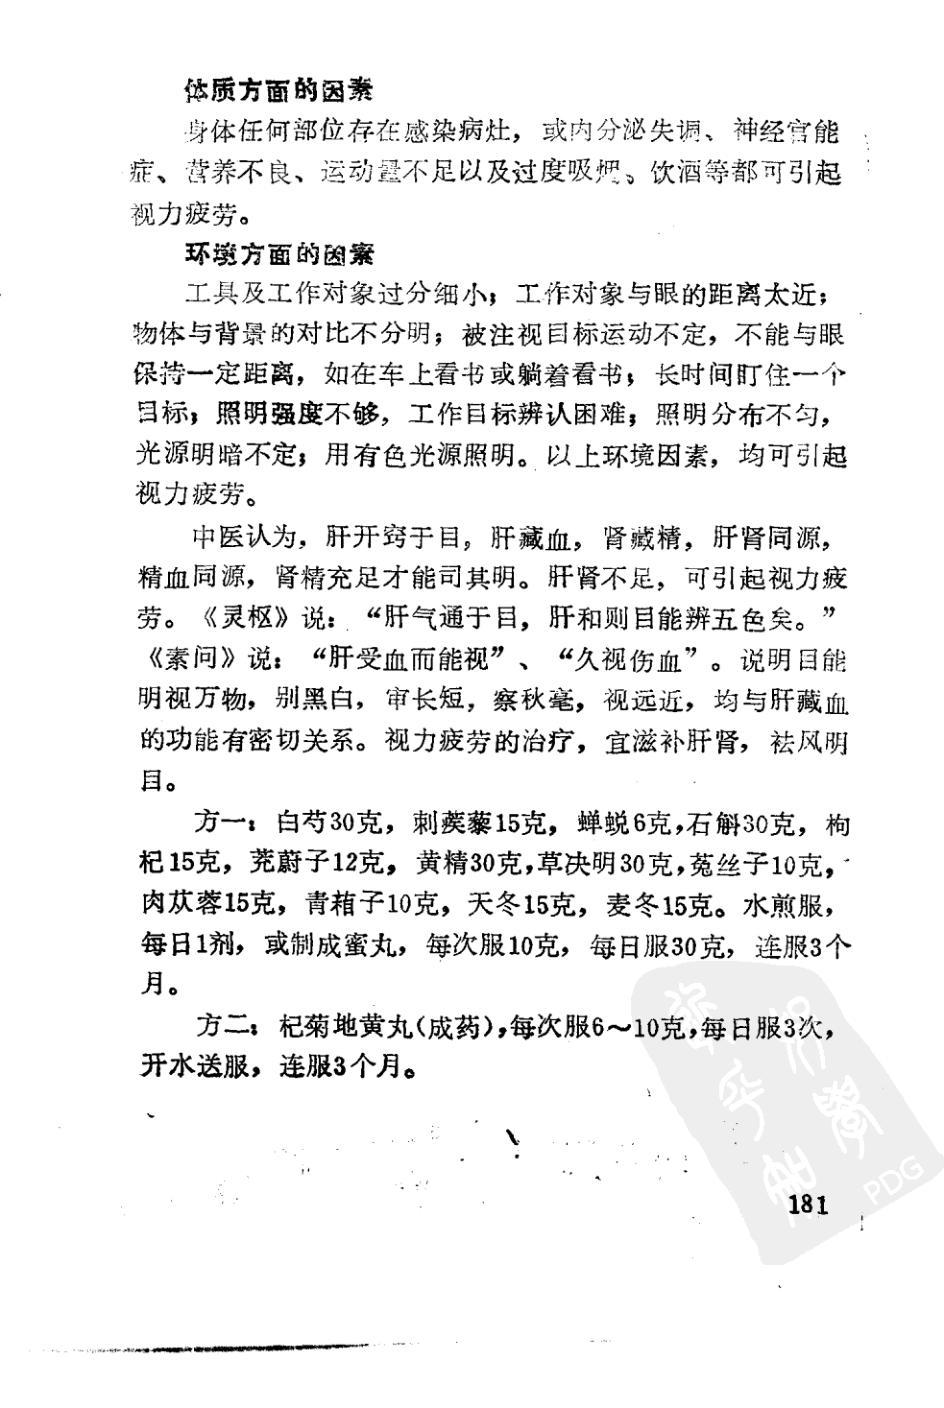 体质方面的因素
身体任何部位存在感染病灶，或内分泌失调、神经官能
症、营养不良、运动量不足以及过度吸烟、饮酒等都可引起
视力疲劳。
环境方面的因素
工具及工作对象过分细小；工作对象与眼的距离太近；
物体与背景的对比不分明；被注视目标运动不定，不能与眼
保持一定距离，如在车上看书或躺着看书；长时间盯住一个
目标；照明强度不够，工作目标辨认困难；照明分布不匀，
光源明暗不定；用有色光源照明。以上环境因素，均可引起
视力疲劳。
中医认为，肝开窍于目，肝藏血，肾藏精，肝肾同源，
精血同源，肾精充足才能司其明。肝肾不足，可引起视力疲
劳。《灵枢》说：“肝气通于目，肝和则目能辨五色矣。”
《素问》说：“肝受血而能视”、“久视伤血”。说明目能
明视万物，别黑白，审长短，察秋毫，视远近，均与肝藏血
的功能有密切关系。视力疲劳的治疗，宜滋补肝肾，祛风明
目。
方一：白芍30克，刺蒺藜15克，蝉蜕6克，石斛30克，枸
杞15克，茺蔚子12克，黄精30克，草决明30克，菟丝子10克，
肉苁蓉15克，青葙子10克，天冬15克，麦冬15克。水煎服，
每日1剂，或制成蜜丸，每次服10克，每日服30克，连服3个
月。
方二：杞菊地黄丸（成药），每次服6～10克，每日服3次，
开水送服，连服3个月。
181
PDG